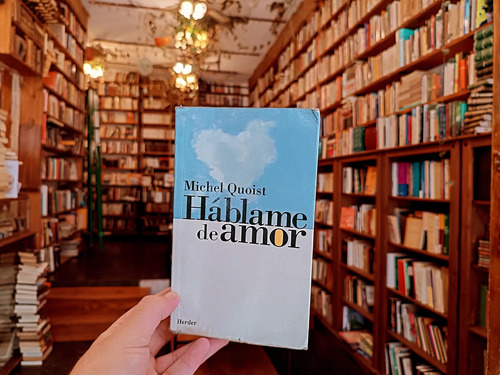 Michel Quoist
Háblame
de amor
Herder